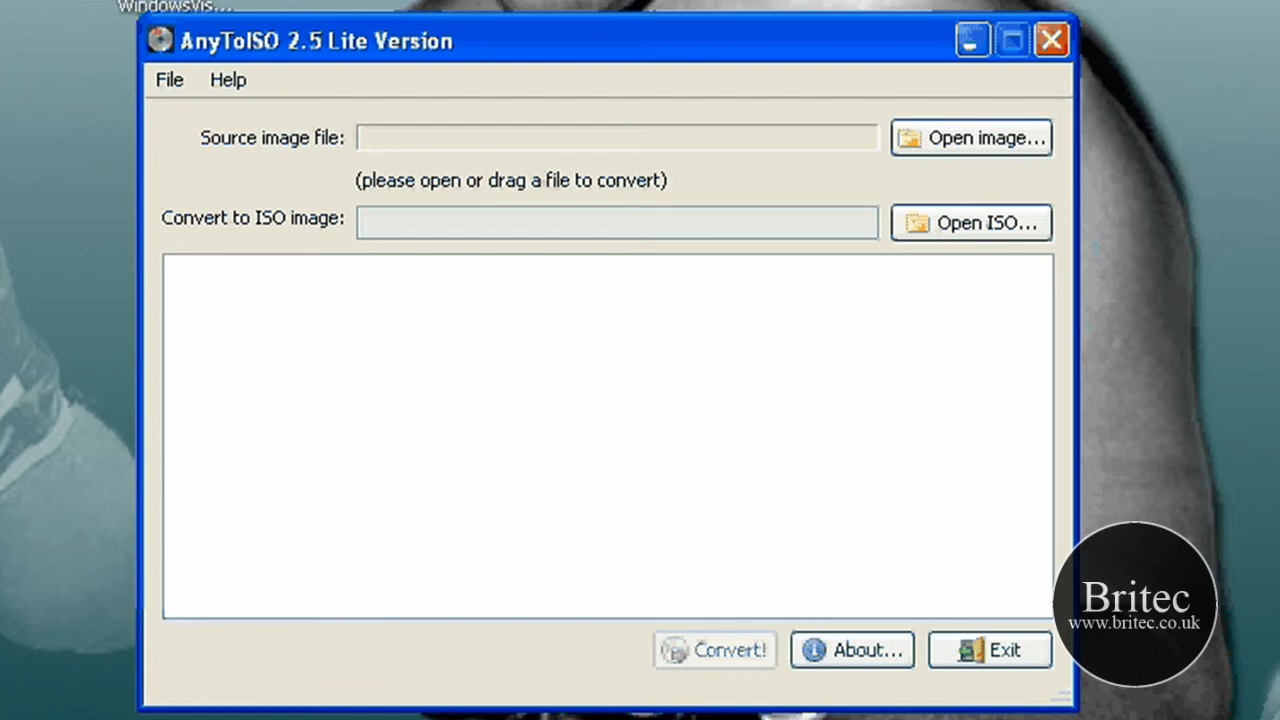 WindowsVis...
AnyToISO 2.5 Lite Version
File Help
Source image file:
Open image...
(please open or drag a file to convert)
Convert to ISO image:
Open ISO...
Convert!
About...
Exit
Britec
www.britec.co.uk